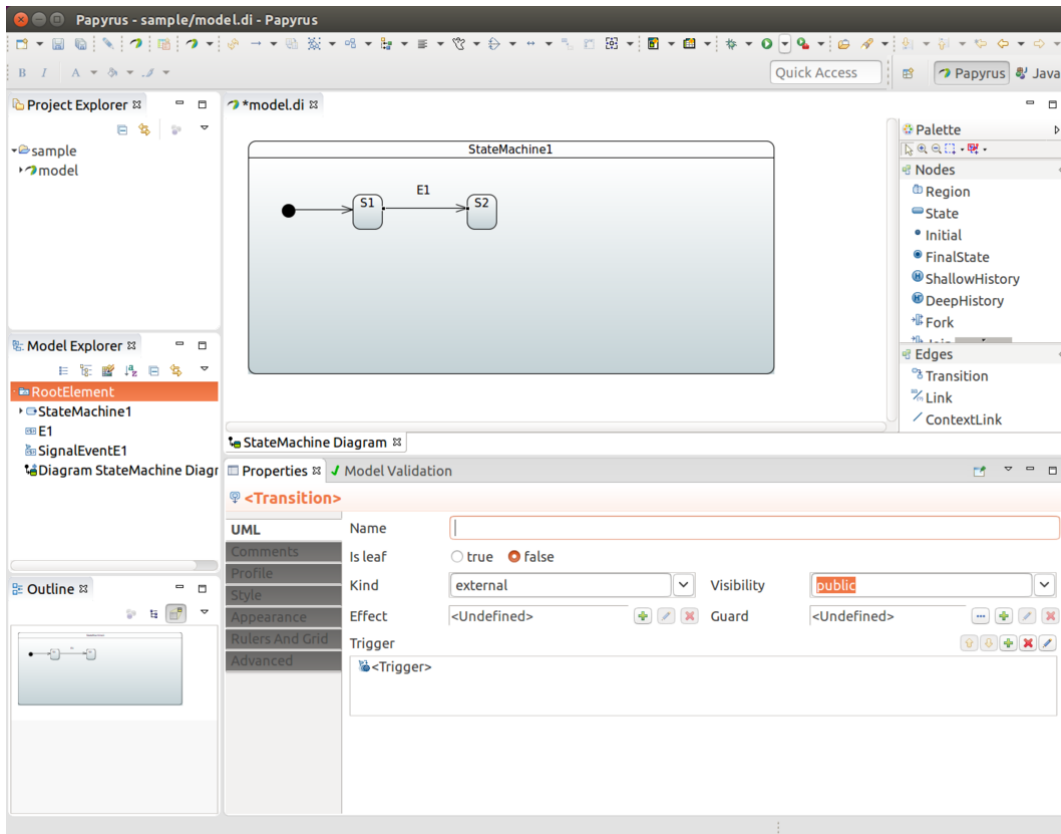 Papyrus - sample/model.di - Papyrus
B I A
Quick Access
Papyrus
Java
Project Explorer
sample
model
*model.di
StateMachine1
S1
E1
S2
Palette
Nodes
Region
State
Initial
FinalState
ShallowHistory
DeepHistory
Fork
Edges
Transition
Link
ContextLink
Model Explorer
RootElement
StateMachine1
E1
SignalEventE1
Diagram StateMachine Diagr
StateMachine Diagram
Properties
Model Validation
<Transition>
UML
Comments
Profile
Style
Appearance
Rulers And Grid
Advanced
Name
Is leaf
true
false
Kind
external
Visibility
public
Effect
<Undefined>
Guard
<Undefined>
Trigger
<Trigger>
Outline